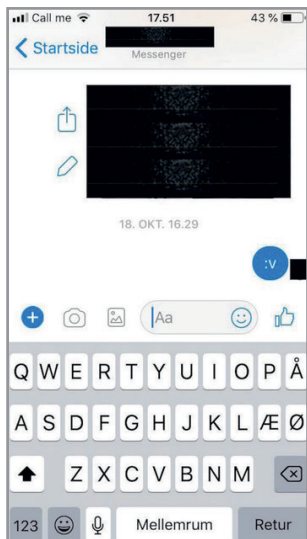 Call me 17.51 43 %
Startside
Messenger
18. OKT. 16.29
:v
Aa
Q W E R T Y U I O P Å
A S D F G H J K L Æ Ø
Z X C V B N M
123 Mellemrum Retur